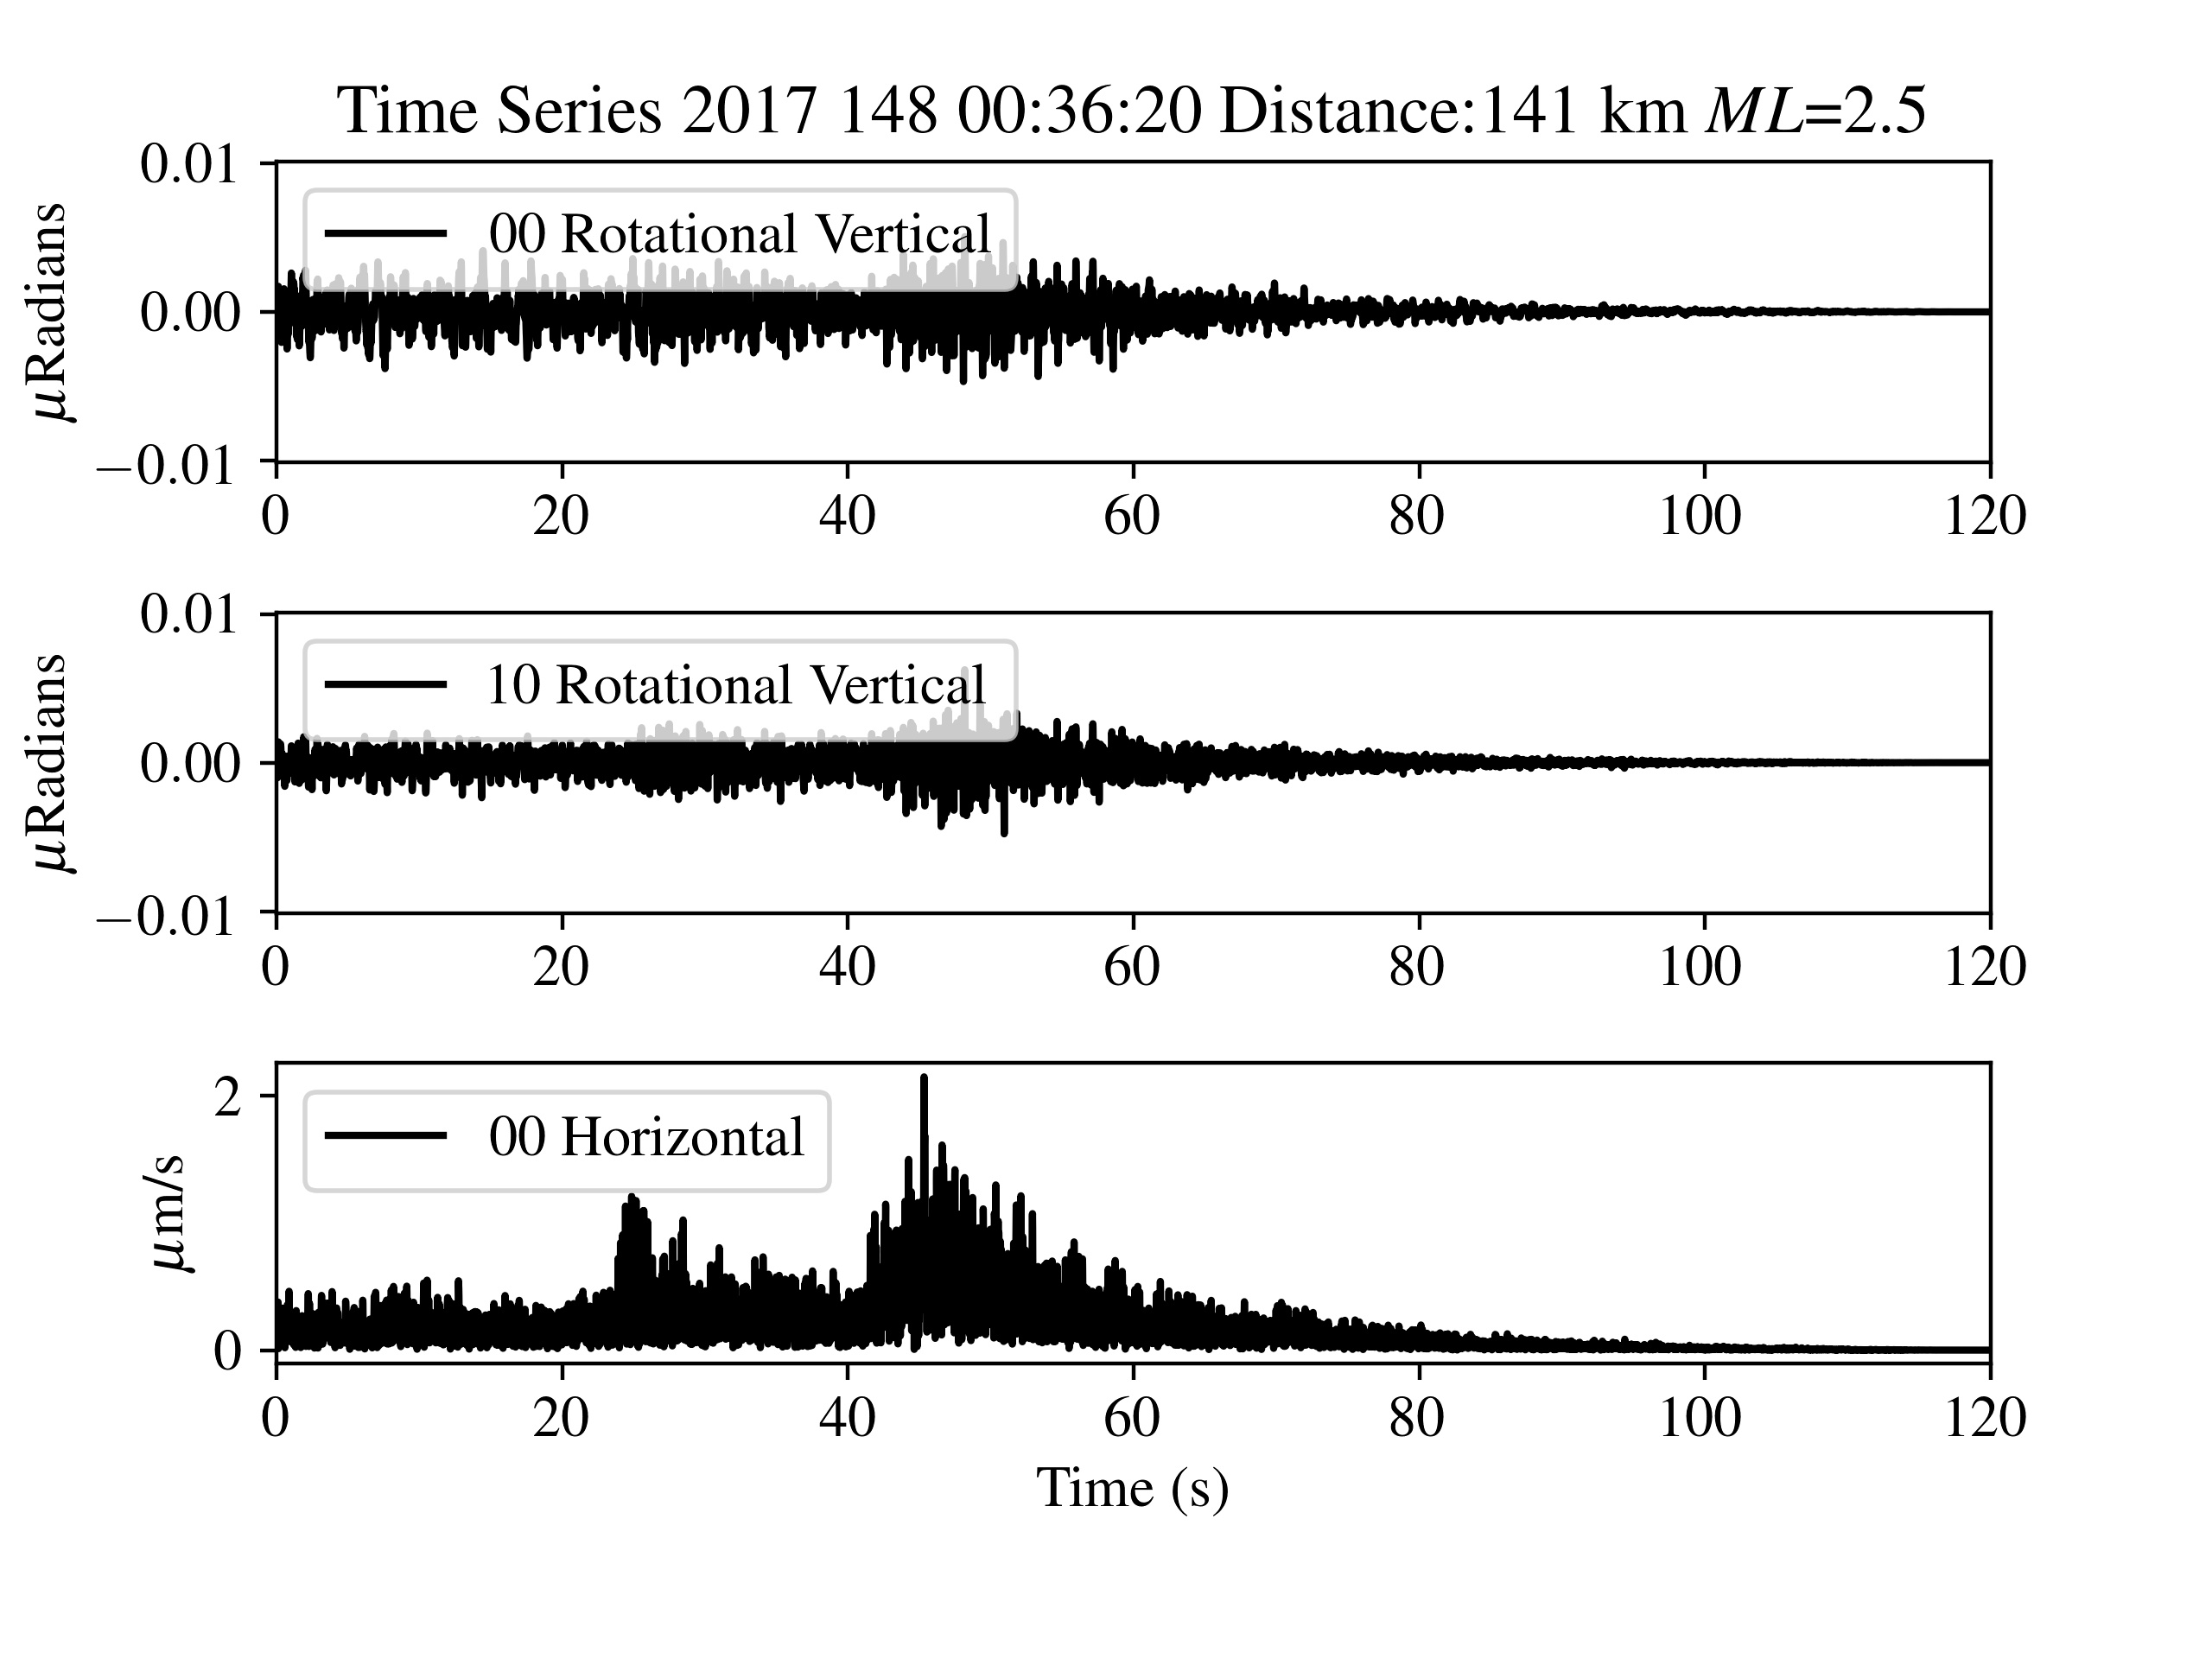 Time Series 2017 148 00:36:20 Distance:141 km ML=2.5
0.01
0.00
−0.01
μRadians
00 Rotational Vertical
0 20 40 60 80 100 120
0.01
0.00
−0.01
μRadians
10 Rotational Vertical
0 20 40 60 80 100 120
2
0
μm/s
00 Horizontal
0 20 40 60 80 100 120
Time (s)